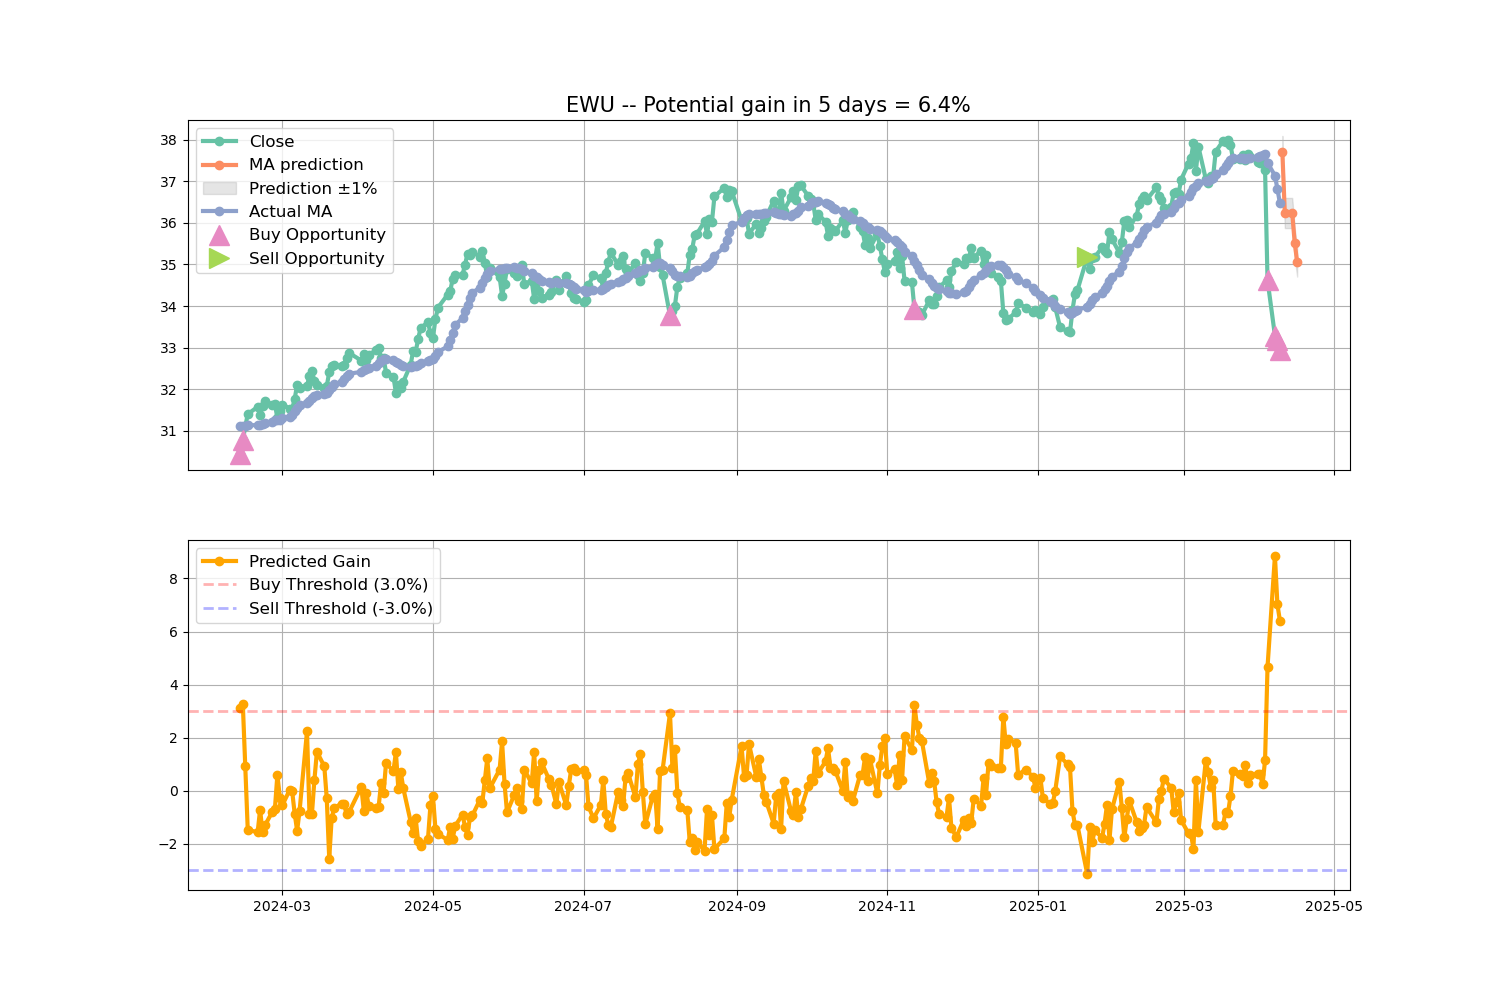 EWU -- Potential gain in 5 days = 6.4%
38
37
36
35
34
33
32
31
Close
MA prediction
Prediction ±1%
Actual MA
Buy Opportunity
Sell Opportunity
8
6
4
2
0
−2
Predicted Gain
Buy Threshold (3.0%)
Sell Threshold (-3.0%)
2024-03
2024-05
2024-07
2024-09
2024-11
2025-01
2025-03
2025-05